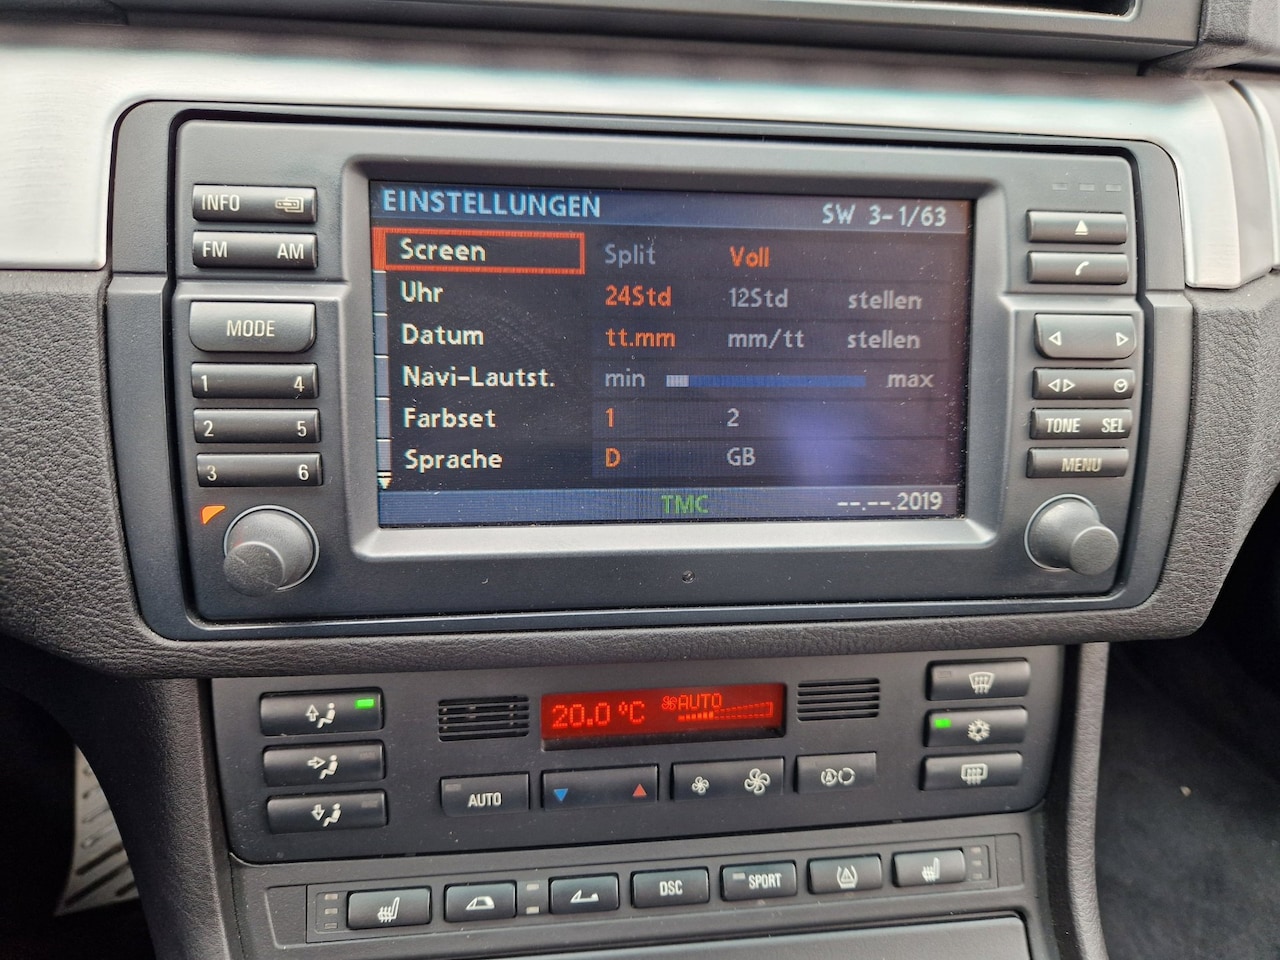 INFO
FM AM
MODE
1 4
2 5
3 6
EINSTELLUNGEN SW 3-1/63
Screen Split Voll
Uhr 24Std 12Std stellen
Datum tt.mm mm/tt stellen
Navi-Lautst. min max
Farbset 1 2
Sprache D GB
TMC --.--.2019
TONE SEL
MENU
20.0 °C AUTO
AUTO
A
DSC SPORT